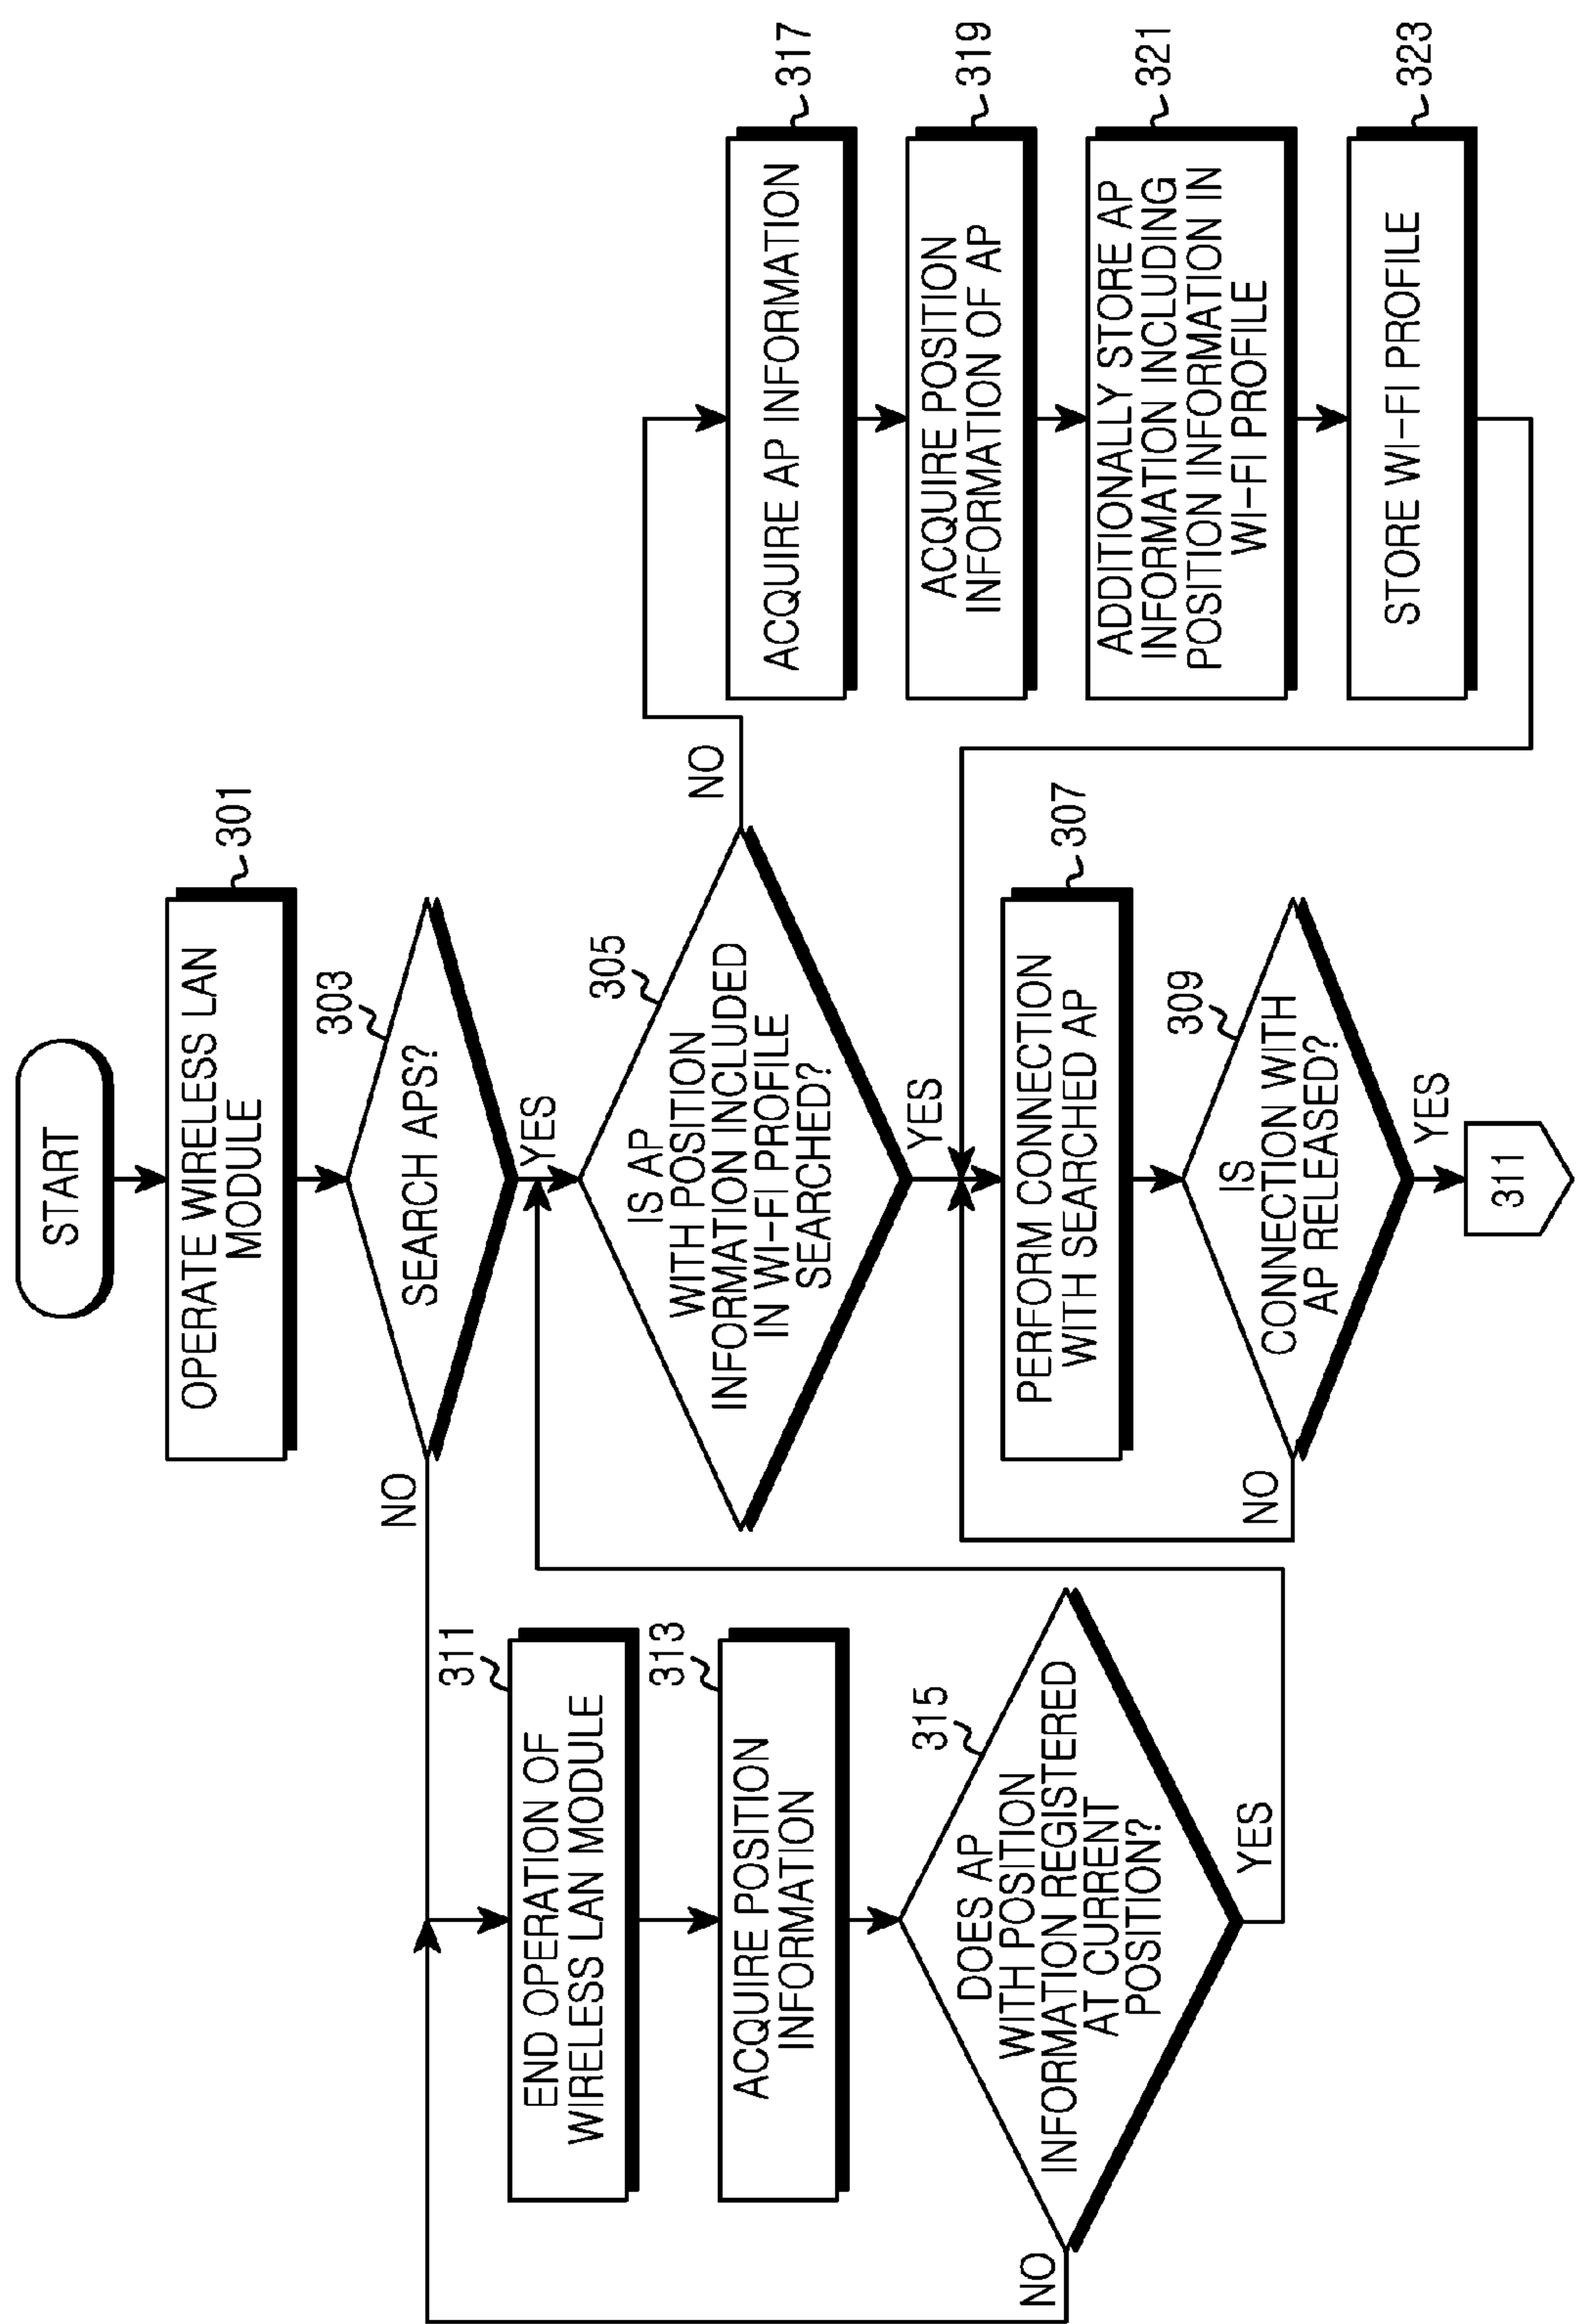 START
OPERATE WIRELESS LAN
MODULE
301
303
SEARCH APS?
NO
YES
305
IS AP
WITH POSITION
INFORMATION INCLUDED
IN WI-FI PROFILE
SEARCHED?
NO
YES
PERFORM CONNECTION
WITH SEARCHED AP
307
309
IS
CONNECTION WITH
AP RELEASED?
NO
YES
311
311
END OPERATION OF
WIRELESS LAN MODULE
313
ACQUIRE POSITION
INFORMATION
315
DOES AP
WITH POSITION
INFORMATION REGISTERED
AT CURRENT
POSITION?
NO
YES
ACQUIRE AP INFORMATION
317
ACQUIRE POSITION
INFORMATION OF AP
319
ADDITIONALLY STORE AP
INFORMATION INCLUDING
POSITION INFORMATION IN
WI-FI PROFILE
321
STORE WI-FI PROFILE
323